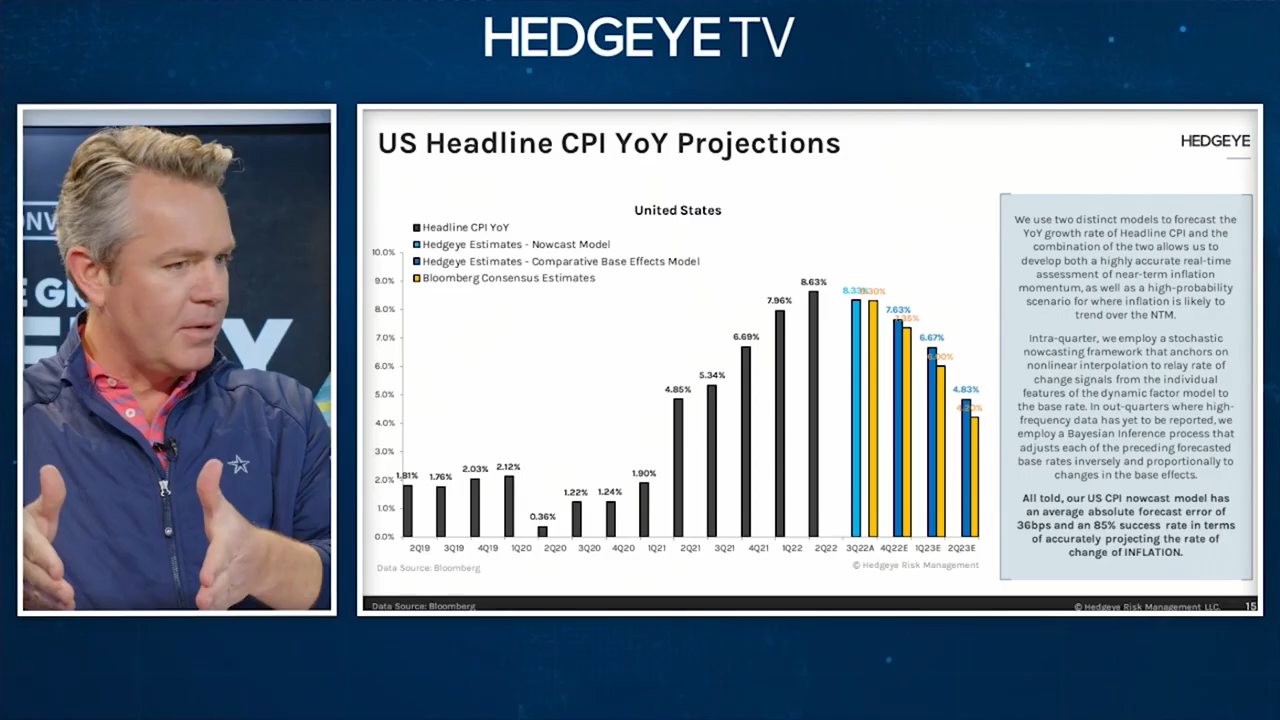 HEDGEYE TV
US Headline CPI YoY Projections
HEDGEYE
United States
Headline CPI YoY
Hedgeye Estimates - Nowcast Model
Hedgeye Estimates - Comparative Base Effects Model
Bloomberg Consensus Estimates
10.0%
9.0%
8.0%
7.0%
6.0%
5.0%
4.0%
3.0%
2.0%
1.0%
0.0%
1.81%
1.76%
2.03%
2.12%
0.36%
1.22%
1.24%
1.90%
4.85%
5.34%
6.69%
7.96%
8.63%
7.63%
6.67%
4.83%
2Q19 3Q19 4Q19 1Q20 2Q20 3Q20 4Q20 1Q21 2Q21 3Q21 4Q21 1Q22 2Q22 3Q22A 4Q22E 1Q23E 2Q23E
Data Source: Bloomberg
© Hedgeye Risk Management
We use two distinct models to forecast the
YoY growth rate of Headline CPI and the
combination of the two allows us to
develop both a highly accurate real-time
assessment of near-term inflation
momentum, as well as a high-probability
scenario for where inflation is likely to
trend over the NTM.
Intra-quarter, we employ a stochastic
nowcasting framework that anchors on
nonlinear interpolation to relay rate of
change signals from the individual
features of the dynamic factor model to
the base rate. In out-quarters where high-
frequency data has yet to be reported, we
employ a Bayesian Inference process that
adjusts each of the preceding forecasted
base rates inversely and proportionally to
changes in the base effects.
All told, our US CPI nowcast model has
an average absolute forecast error of
36bps and an 85% success rate in terms
of accurately projecting the rate of
change of INFLATION.
Data Source: Bloomberg
© Hedgeye Risk Management LLC.
15